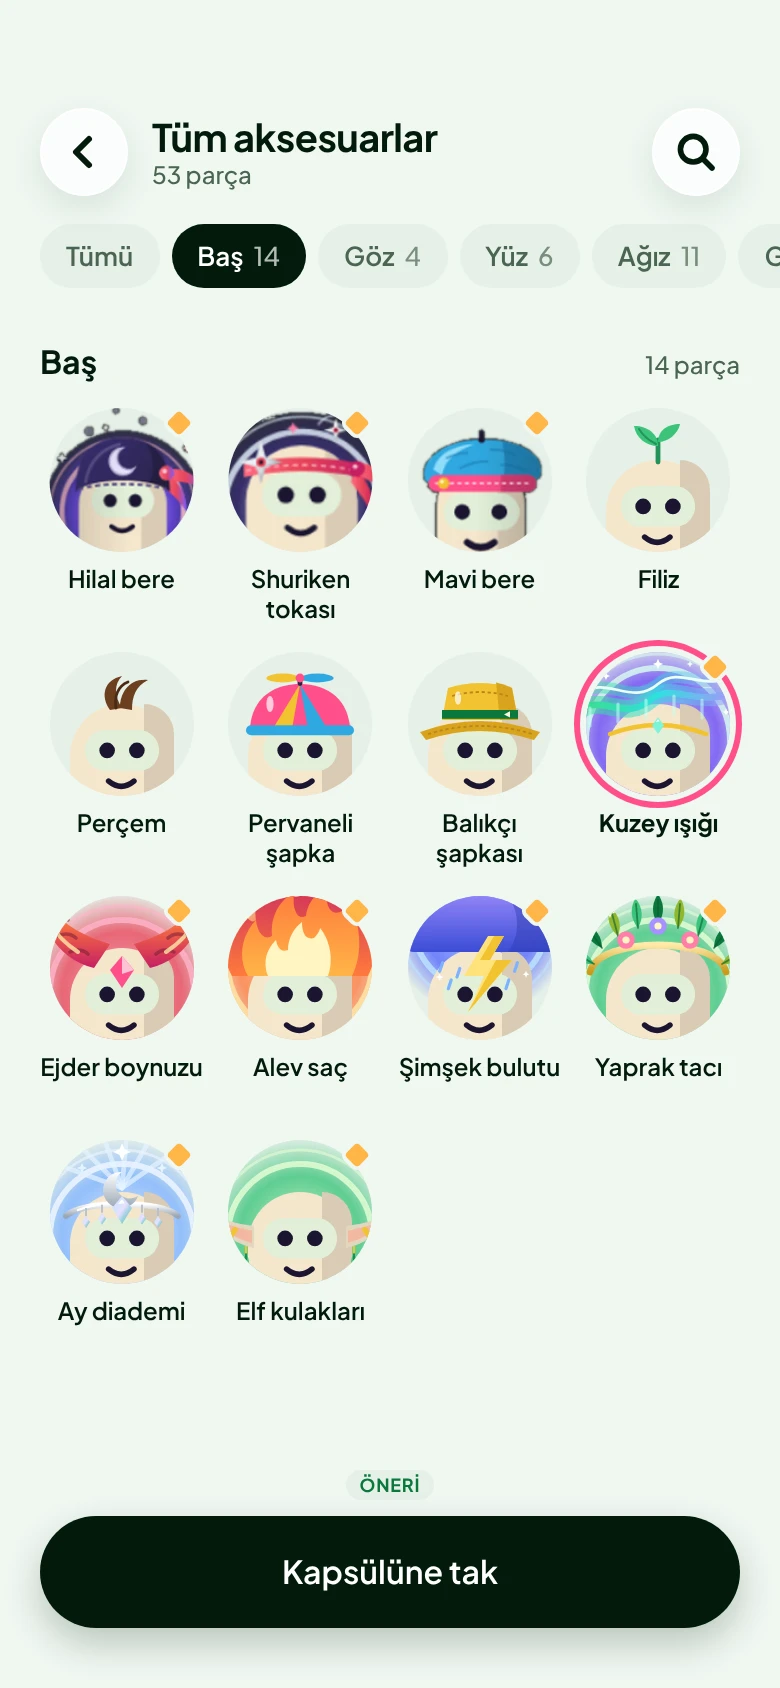 Tüm aksesuarlar
53 parça
Tümü
Baş 14
Göz 4
Yüz 6
Ağız 11
Baş
14 parça
Hilal bere
Shuriken
tokası
Mavi bere
Filiz
Perçem
Pervaneli
şapka
Balıkçı
şapkası
Kuzey ışığı
Ejder boynuzu
Alev saç
Şimşek bulutu
Yaprak tacı
Ay diademi
Elf kulakları
ÖNERİ
Kapsülüne tak